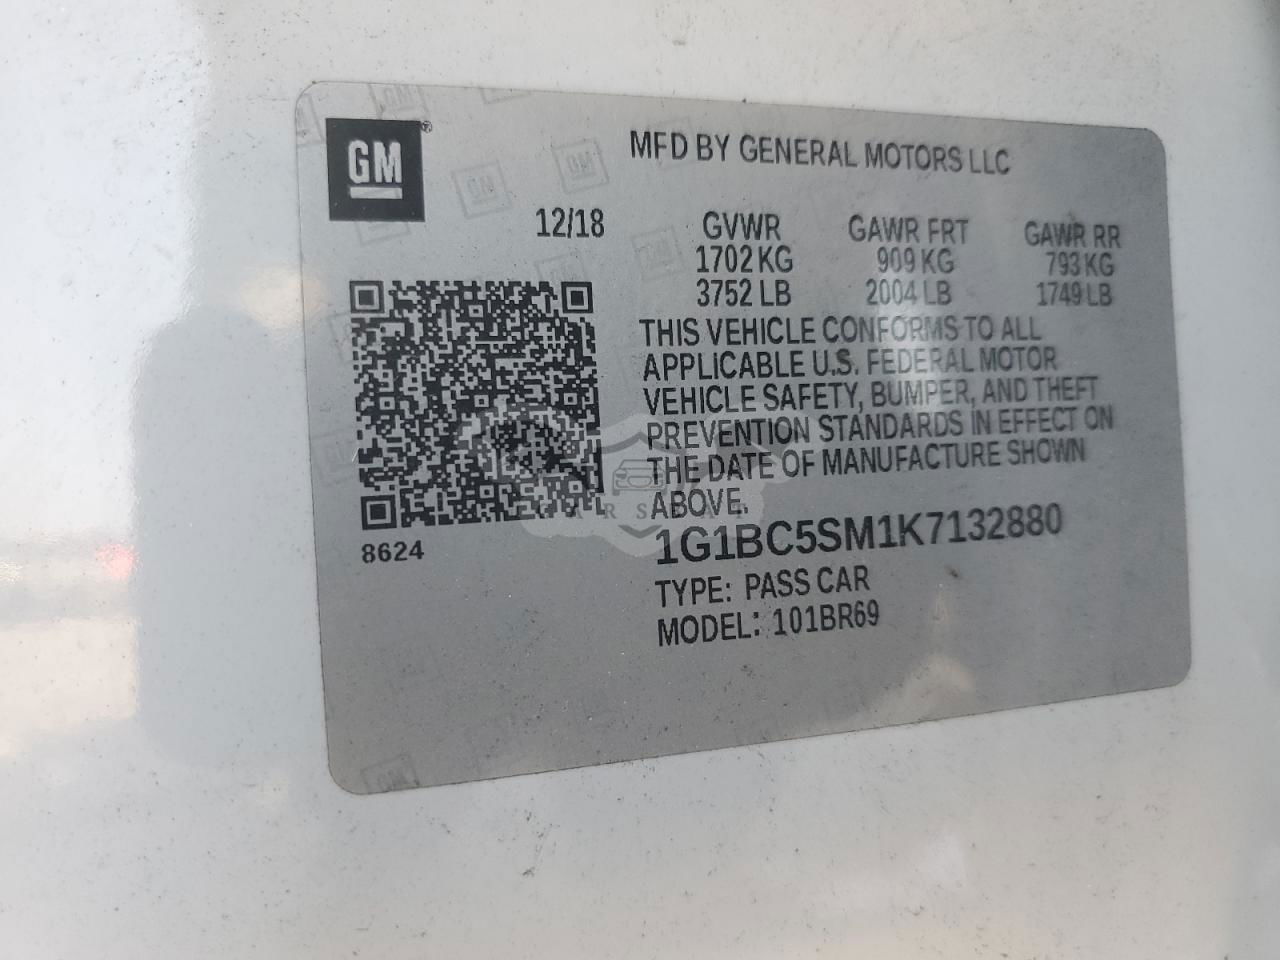 GM®
MFD BY GENERAL MOTORS LLC
12/18
GVWR GAWR FRT GAWR RR
1702 KG 909 KG 793 KG
3752 LB 2004 LB 1749 LB
THIS VEHICLE CONFORMS TO ALL
APPLICABLE U.S. FEDERAL MOTOR
VEHICLE SAFETY, BUMPER, AND THEFT
PREVENTION STANDARDS IN EFFECT ON
THE DATE OF MANUFACTURE SHOWN
ABOVE.
8624
1G1BC5SM1K7132880
TYPE: PASS CAR
MODEL: 101BR69